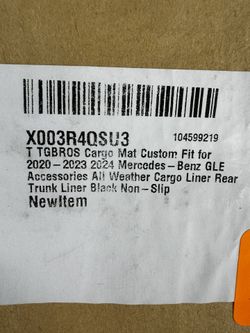 X003R4QSU3 104599219
T TGBROS Cargo Mat Custom Fit for
2020-2023 2024 Mercedes-Benz GLE
Accessories All Weather Cargo Liner Rear
Trunk Liner Black Non-Slip
NewItem